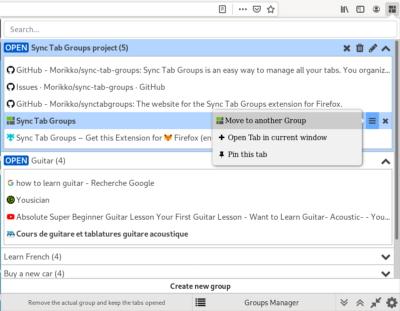 Search...
OPEN Sync Tab Groups project (5)
GitHub - Morikko/sync-tab-groups: Sync Tab Groups is an easy way to manage all your tabs. You organiz...
Issues · Morikko/sync-tab-groups · GitHub
GitHub - Morikko/synctabgroups: The website for the Sync Tab Groups extension for Firefox.
Sync Tab Groups
Move to another Group
Sync Tab Groups – Get this Extension for 🦊 Firefox (en
Open Tab in current window
Pin this tab
OPEN Guitar (4)
how to learn guitar - Recherche Google
Yousician
Absolute Super Beginner Guitar Lesson Your First Guitar Lesson - Want to Learn Guitar- Acoustic- - You...
Cours de guitare et tablatures guitare acoustique
Learn French (4)
Buy a new car (4)
Create new group
Remove the actual group and keep the tabs opened
Groups Manager